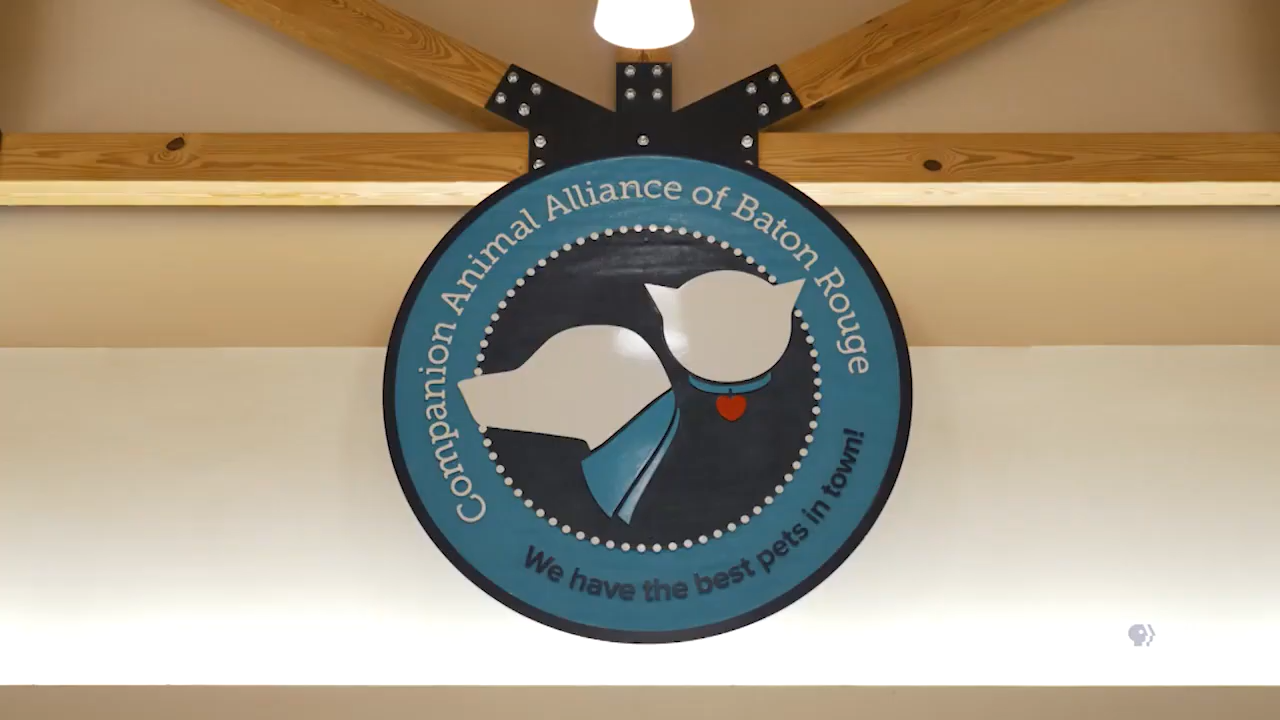 Companion Animal Alliance of Baton Rouge
We have the best pets in town!